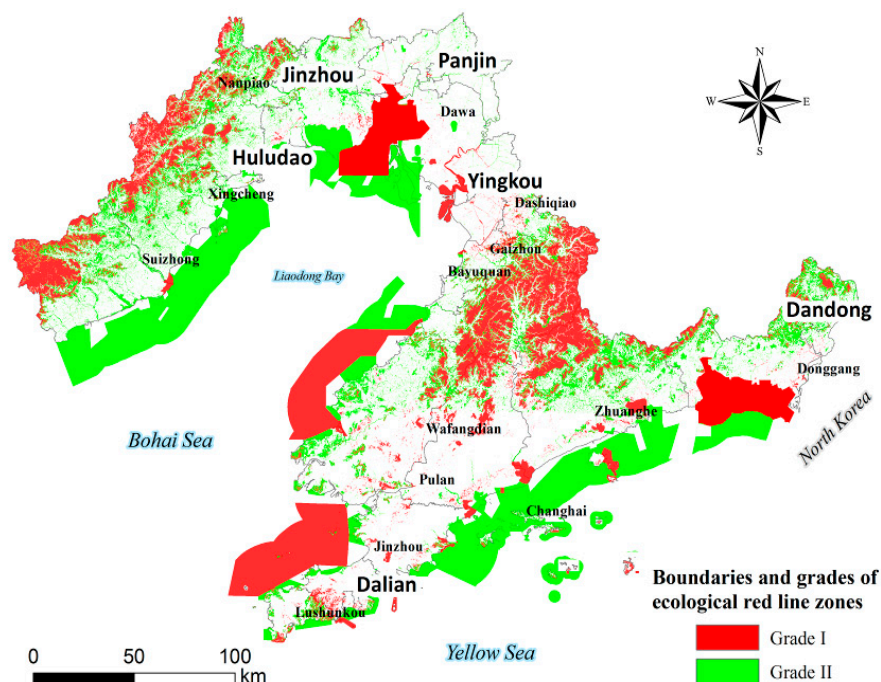 Panjin
Jinzhou
Nanpiao
N
W
E
S
Dawa
Huludao
Yingkou
Xingcheng
Dashiqiao
Gaizhon
Suizhong
Liaodong Bay
Bayuquan
Dandong
Donggang
Zhuanghe
North Korea
Wafangdian
Bohai Sea
Pulan
Changhai
Jinzhou
Dalian
Lushunkou
Boundaries and grades of
ecological red line zones
Grade I
Grade II
Yellow Sea
0 50 100
km